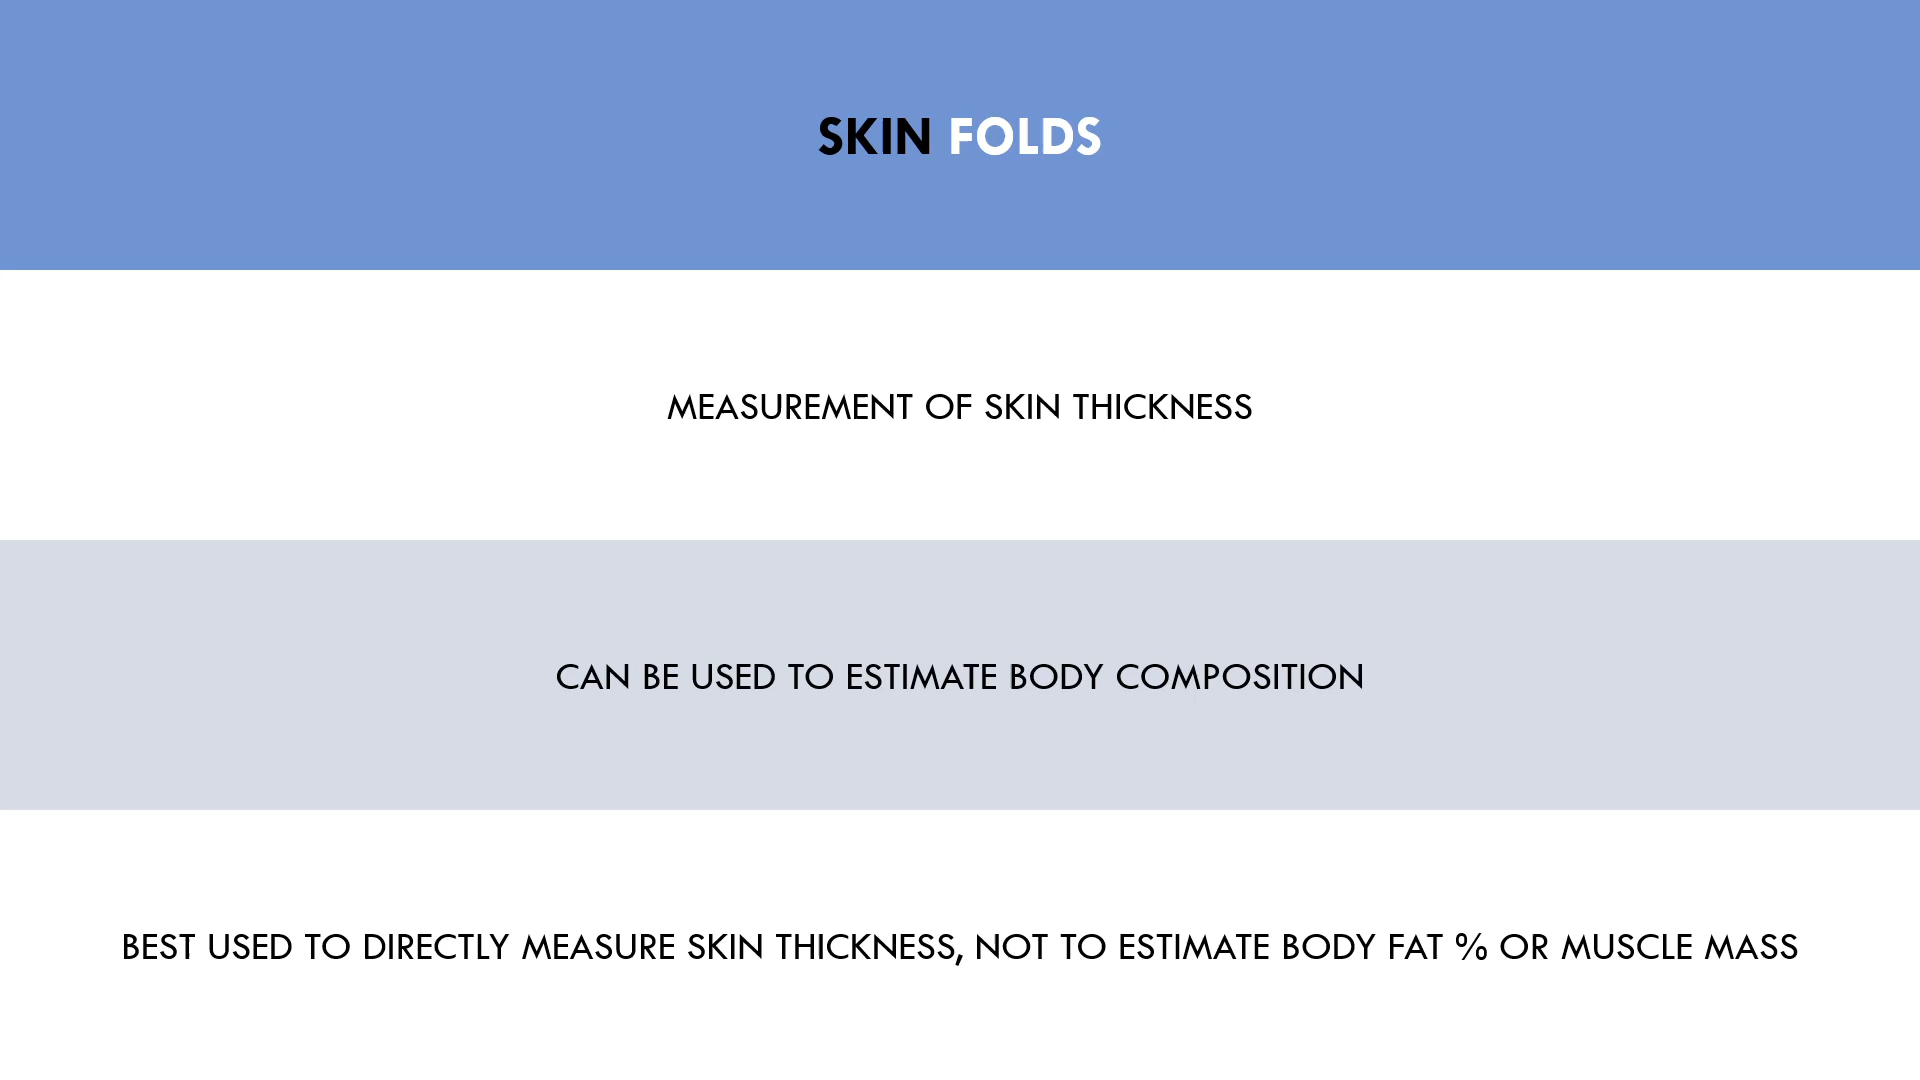 SKIN FOLDS
MEASUREMENT OF SKIN THICKNESS
CAN BE USED TO ESTIMATE BODY COMPOSITION
BEST USED TO DIRECTLY MEASURE SKIN THICKNESS, NOT TO ESTIMATE BODY FAT % OR MUSCLE MASS